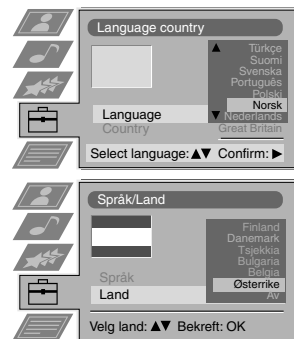 Language country
Türkçe
Suomi
Svenska
Português
Polski
Norsk
Language
Nederlands
Country
Great Britain
Select language: ▲▼ Confirm: ▶
Språk/Land
Finland
Danemark
Tsjekkia
Bulgaria
Belgia
Språk
Østerrike
Land
Av
Velg land: ▲▼ Bekreft: OK